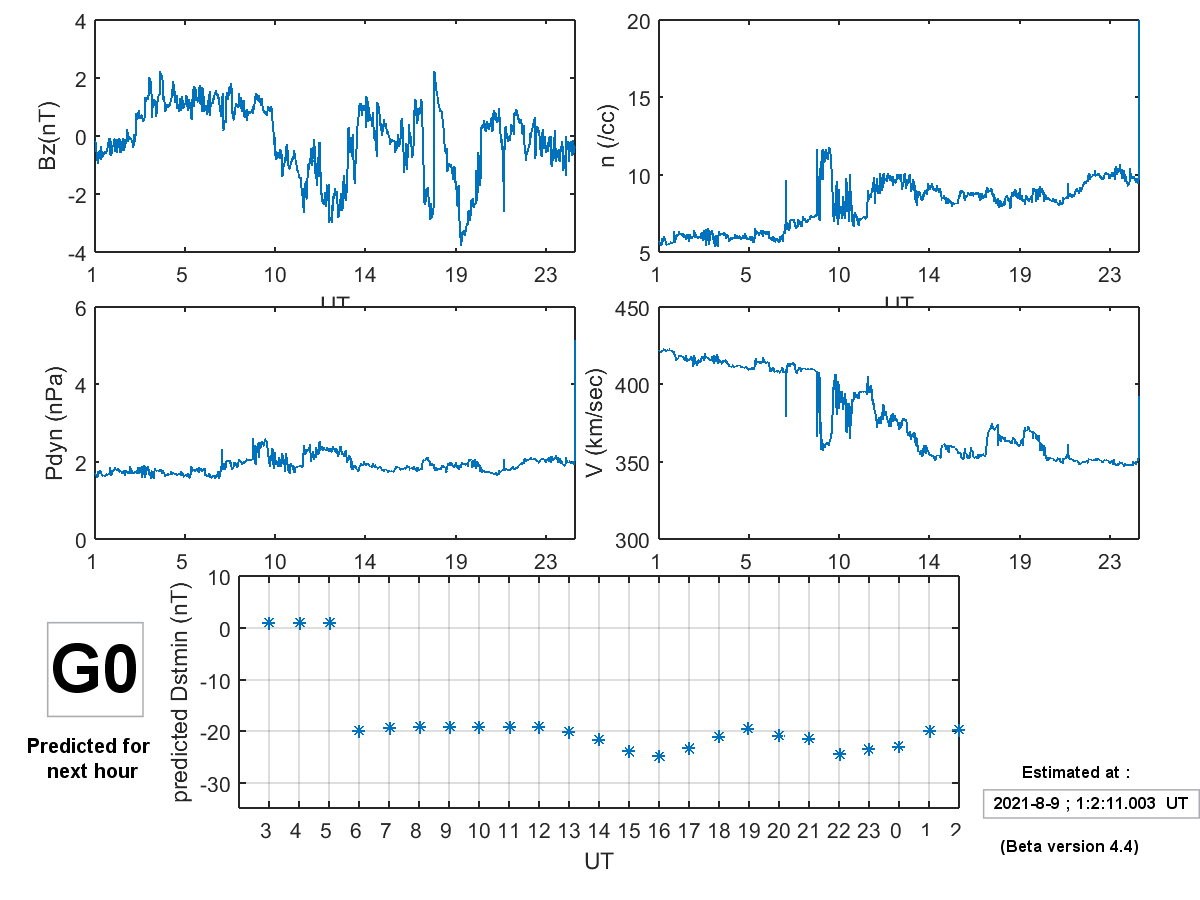 4
2
0
-2
-4
Bz(nT)
1 5 10 14 19 23
UT
20
15
10
5
n (/cc)
1 5 10 14 19 23
UT
6
4
2
0
Pdyn (nPa)
1 5 10 14 19 23
450
400
350
300
V (km/sec)
1 5 10 14 19 23
10
0
-10
-20
-30
predicted Dstmin (nT)
3 4 5 6 7 8 9 10 11 12 13 14 15 16 17 18 19 20 21 22 23 0 1 2
UT
G0
Predicted for
next hour
Estimated at :
2021-8-9 ; 1:2:11.003 UT
(Beta version 4.4)